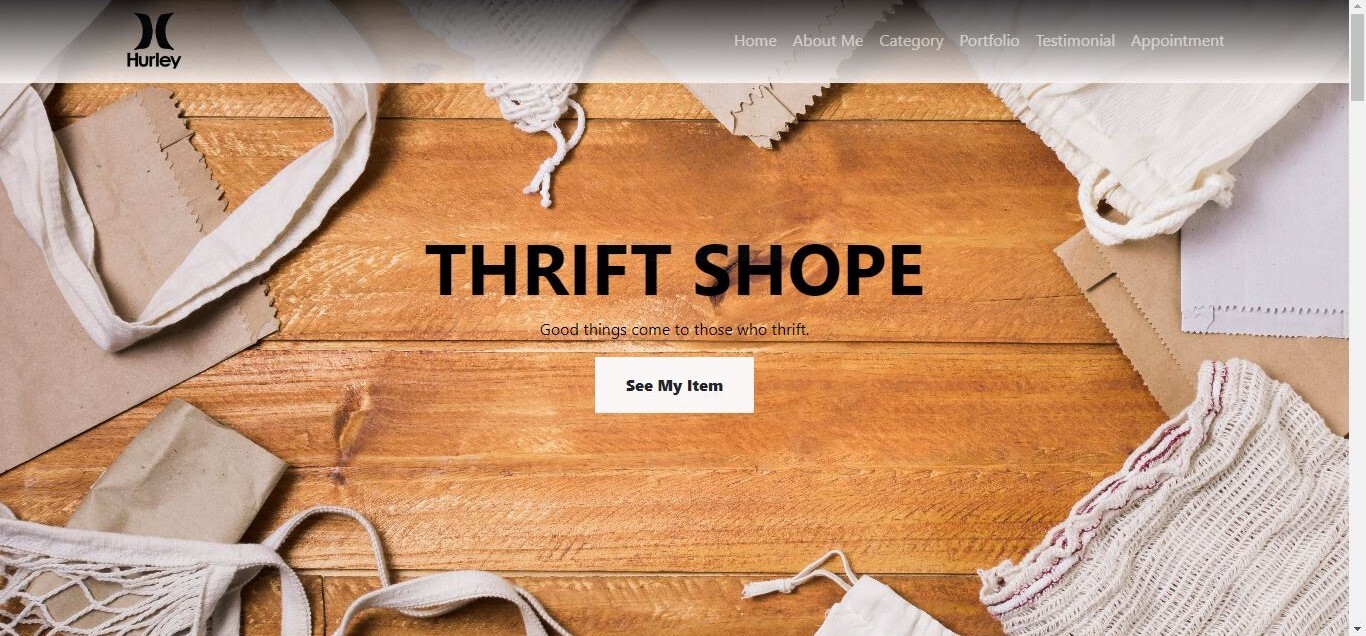 Hurley
Home About Me Category Portfolio Testimonial Appointment
THRIFT SHOPE
Good things come to those who thrift.
See My Item